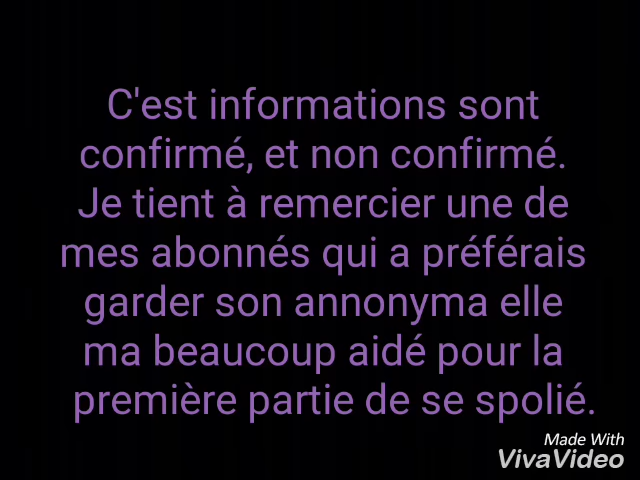 C'est informations sont
confirmé, et non confirmé.
Je tient à remercier une de
mes abonnés qui a préférais
garder son annonyma elle
ma beaucoup aidé pour la
première partie de se spolié.
Made With
VivaVideo